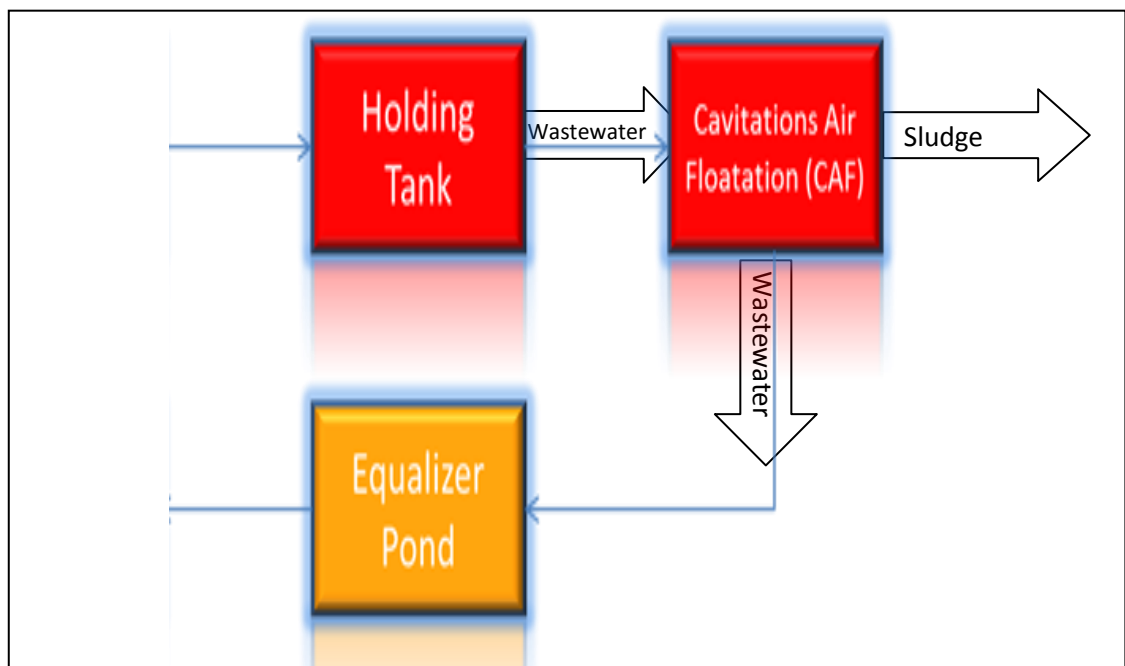 Holding
Tank
Wastewater
Cavitations Air
Floatation (CAF)
Sludge
Wastewater
Equalizer
Pond